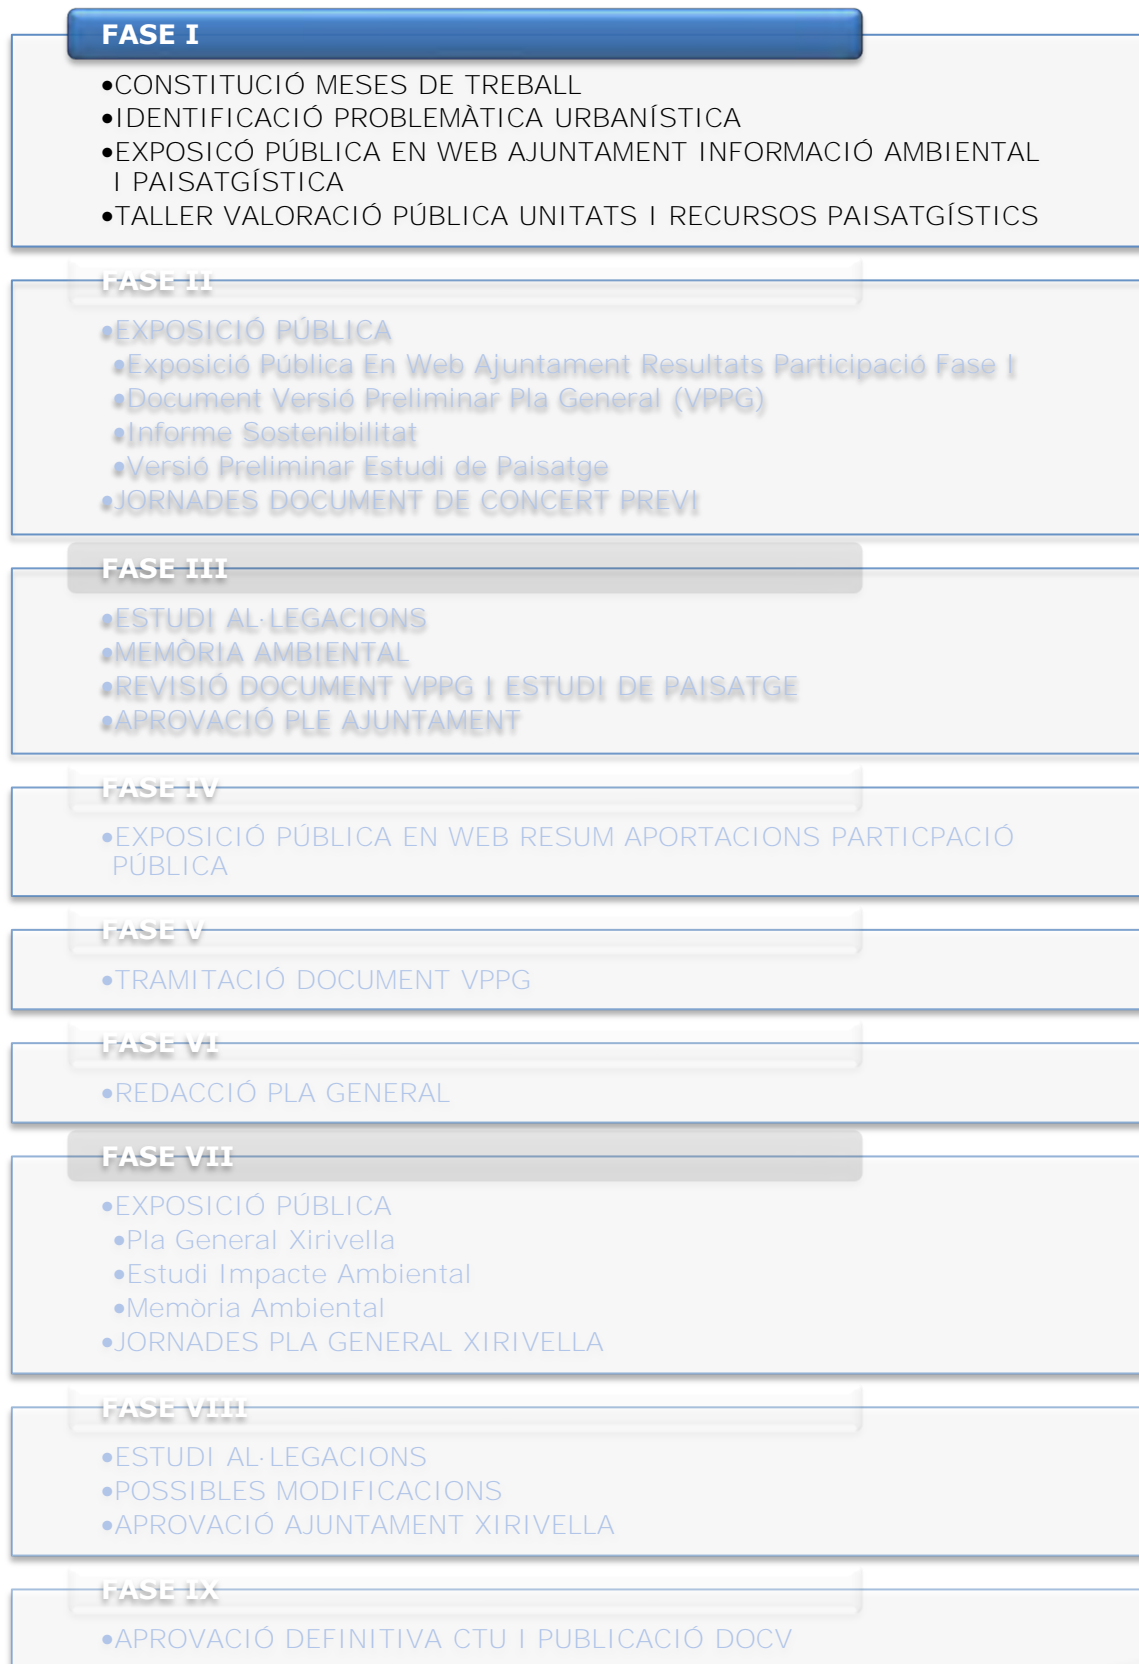 FASE I
•CONSTITUCIÓ MESES DE TREBALL
•IDENTIFICACIÓ PROBLEMÀTICA URBANÍSTICA
•EXPOSICÓ PÚBLICA EN WEB AJUNTAMENT INFORMACIÓ AMBIENTAL
I PAISATGÍSTICA
•TALLER VALORACIÓ PÚBLICA UNITATS I RECURSOS PAISATGÍSTICS
FASE II
•EXPOSICIÓ PÚBLICA
•Exposició Pública En Web Ajuntament Resultats Participació Fase I
•Document Versió Preliminar Pla General (VPPG)
•Informe Sostenibilitat
•Versió Preliminar Estudi de Paisatge
•JORNADES DOCUMENT DE CONCERT PREVI
FASE III
•ESTUDI AL·LEGACIONS
•MEMÒRIA AMBIENTAL
•REVISIÓ DOCUMENT VPPG I ESTUDI DE PAISATGE
•APROVACIÓ PLE AJUNTAMENT
FASE IV
•EXPOSICIÓ PÚBLICA EN WEB RESUM APORTACIONS PARTICPACIÓ
PÚBLICA
FASE V
•TRAMITACIÓ DOCUMENT VPPG
FASE VI
•REDACCIÓ PLA GENERAL
FASE VII
•EXPOSICIÓ PÚBLICA
•Pla General Xirivella
•Estudi Impacte Ambiental
•Memòria Ambiental
•JORNADES PLA GENERAL XIRIVELLA
FASE VIII
•ESTUDI AL·LEGACIONS
•POSSIBLES MODIFICACIONS
•APROVACIÓ AJUNTAMENT XIRIVELLA
FASE IX
•APROVACIÓ DEFINITIVA CTU I PUBLICACIÓ DOCV